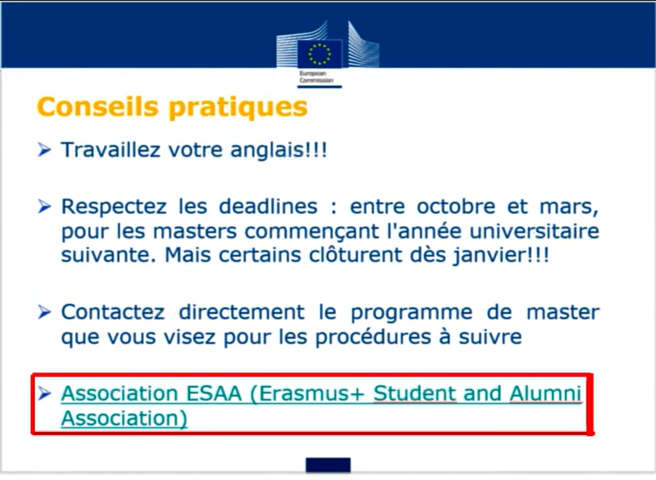 European
Commission
Conseils pratiques
➢ Travaillez votre anglais!!!
➢ Respectez les deadlines : entre octobre et mars,
pour les masters commençant l'année universitaire
suivante. Mais certains clôturent dès janvier!!!
➢ Contactez directement le programme de master
que vous visez pour les procédures à suivre
➢ Association ESAA (Erasmus+ Student and Alumni
Association)